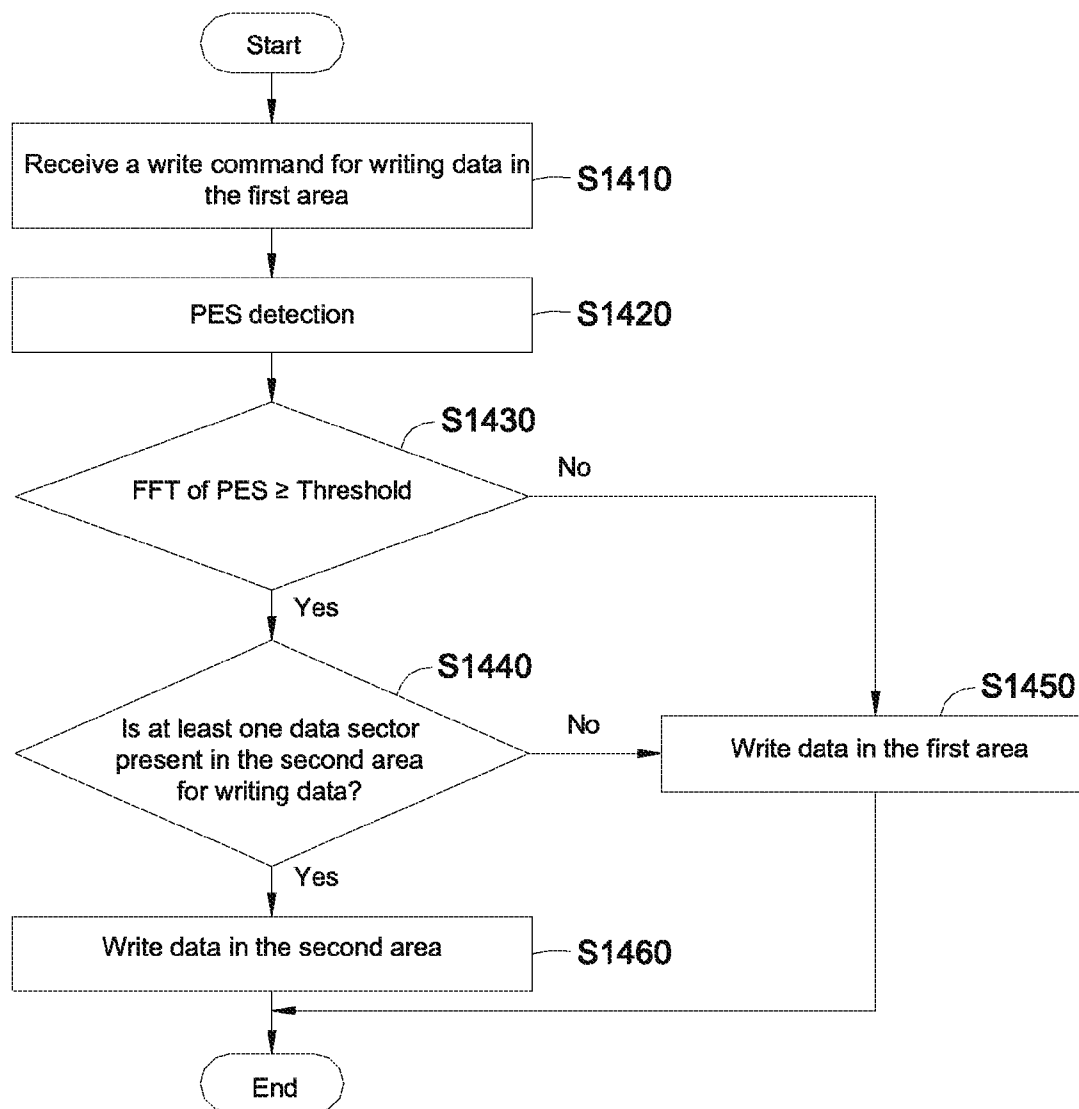 Start
Receive a write command for writing data in
the first area
S1410
PES detection
S1420
S1430
FFT of PES ≥ Threshold
No
Yes
S1440
Is at least one data sector
present in the second area
for writing data?
No
S1450
Write data in the first area
Yes
Write data in the second area
S1460
End